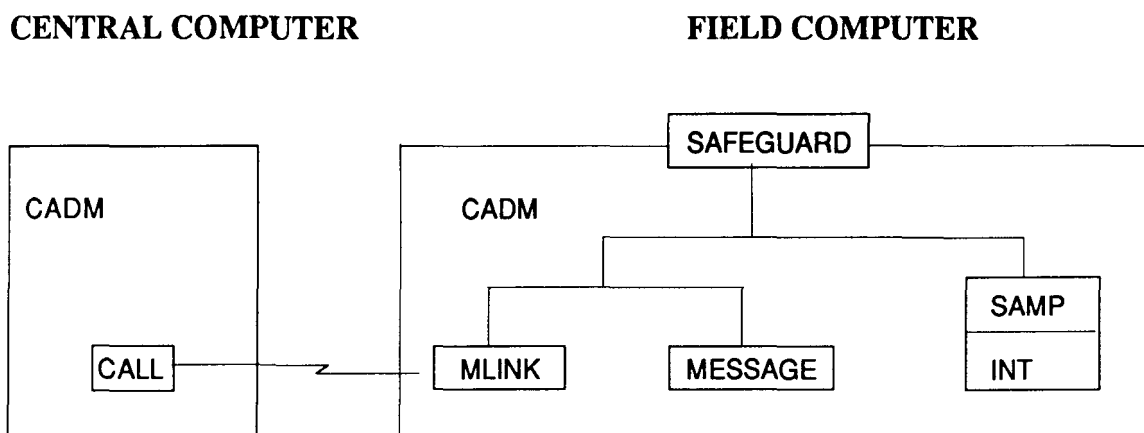 CENTRAL COMPUTER
FIELD COMPUTER
SAFEGUARD
CADM
CADM
SAMP
INT
CALL
MLINK
MESSAGE